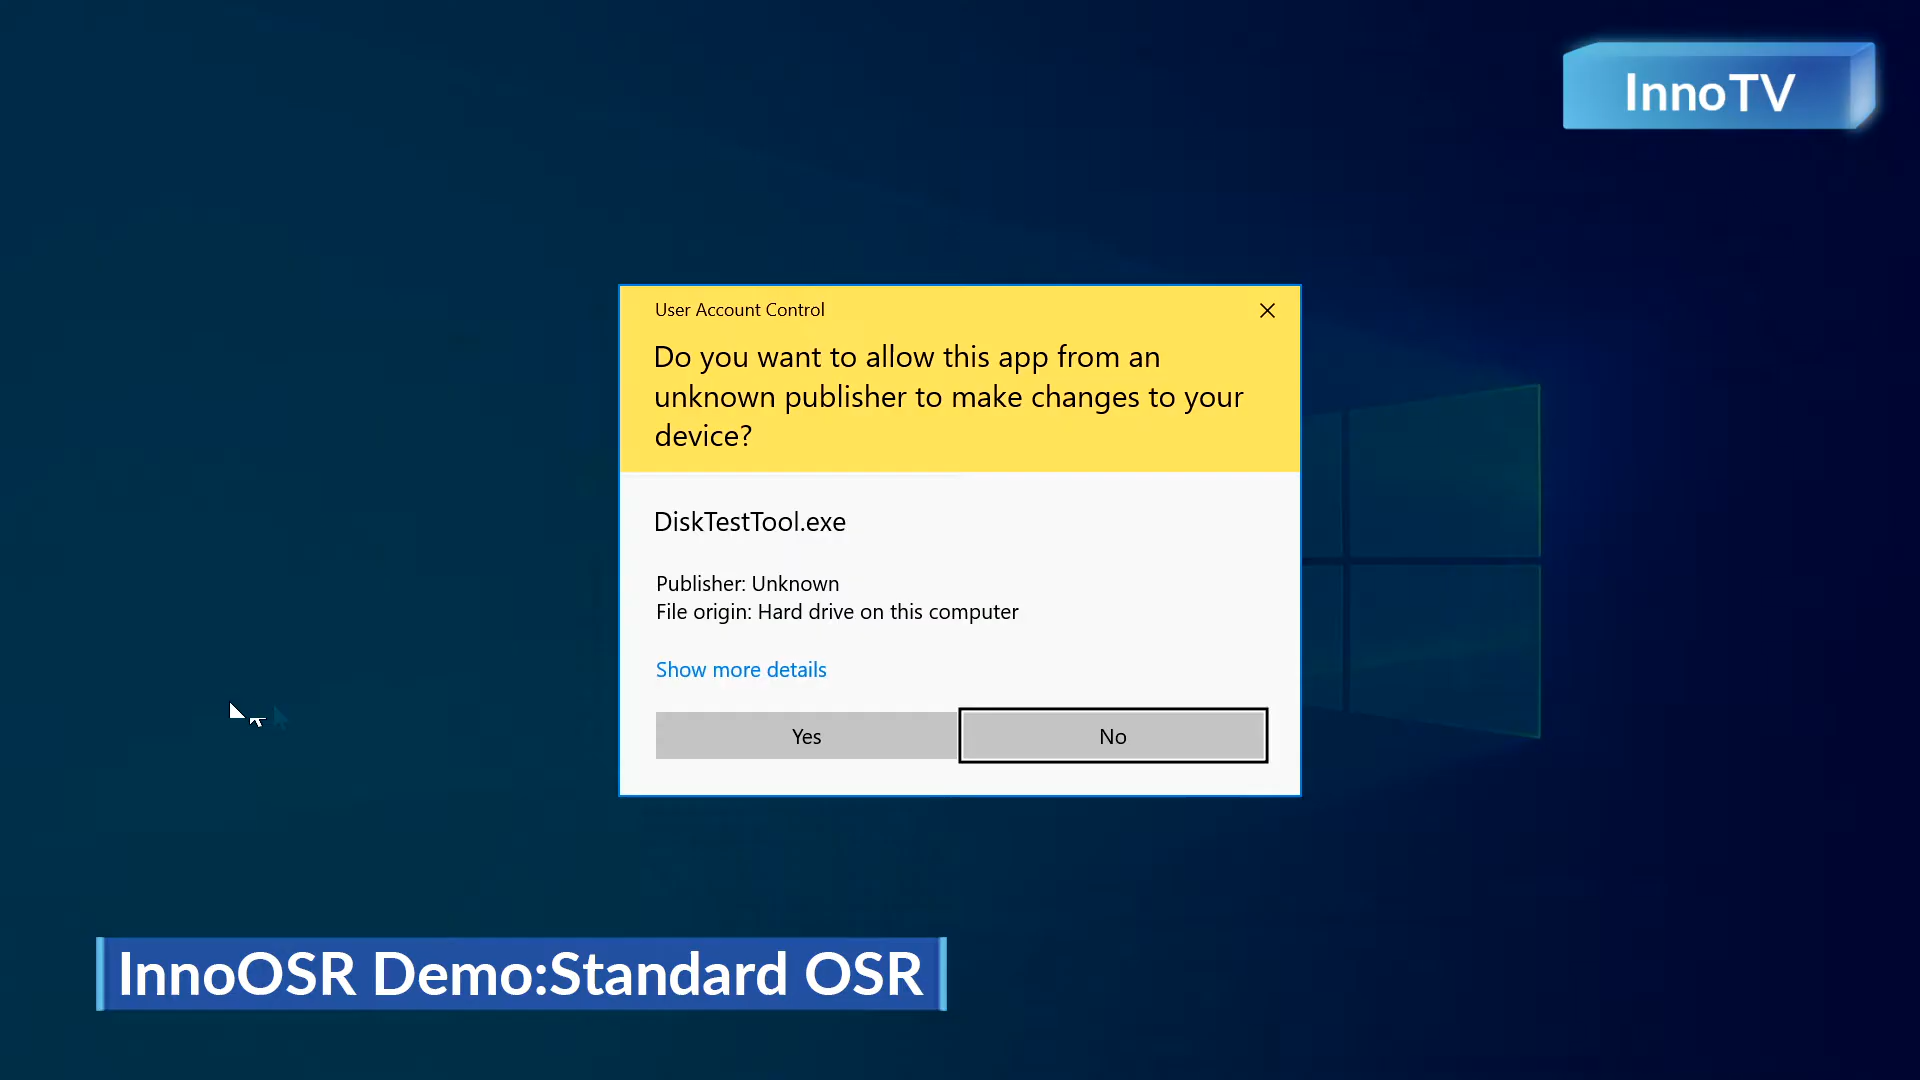 InnoTV
User Account Control
Do you want to allow this app from an
unknown publisher to make changes to your
device?
DiskTestTool.exe
Publisher: Unknown
File origin: Hard drive on this computer
Show more details
Yes
No
InnoOSR Demo:Standard OSR